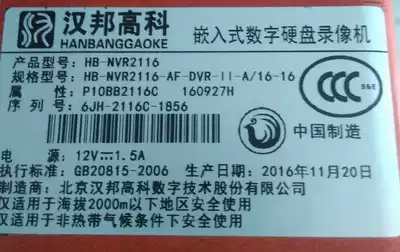 汉邦高科
HANBANGGAOKE
嵌入式数字硬盘录像机
产品型号: HB-NVR2116
规格型号: HB-NVR2116-AF-DVR-II-A/16-16
属 性: P10BB2116C 160927H
序 列 号: 6JH-2116C-1856
CCC
S&E
中国制造
电 源: 12V⎓1.5A
执行标准: GB20815-2006 生产日期: 2016年11月20日
制造商: 北京汉邦高科数字技术股份有限公司
仅适用于海拔2000m以下地区安全使用
仅适用于非热带气候条件下安全使用